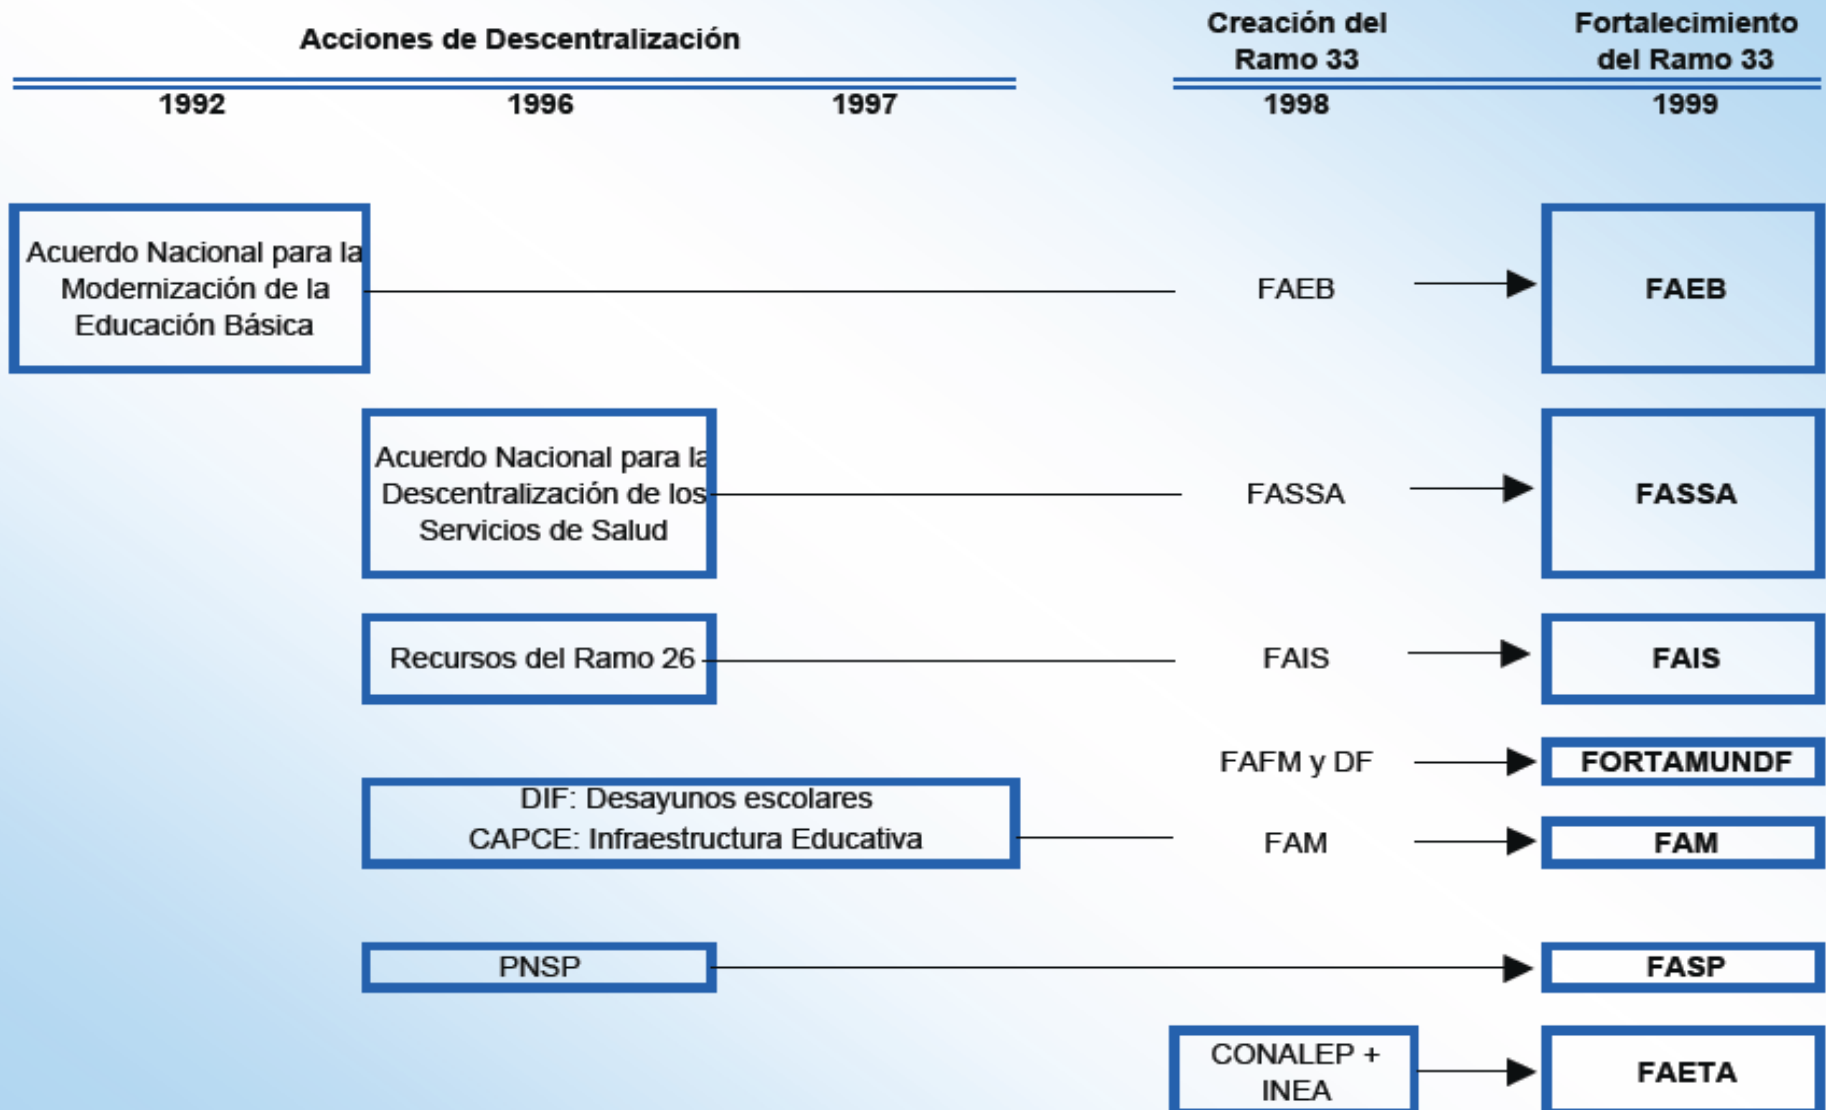 Acciones de Descentralización
Creación del
Ramo 33
Fortalecimiento
del Ramo 33
1992
1996
1997
1998
1999
Acuerdo Nacional para la
Modernización de la
Educación Básica
FAEB
FAEB
Acuerdo Nacional para la
Descentralización de los
Servicios de Salud
FASSA
FASSA
Recursos del Ramo 26
FAIS
FAIS
FAFM y DF
FORTAMUNDF
DIF: Desayunos escolares
CAPCE: Infraestructura Educativa
FAM
FAM
PNSP
FASP
CONALEP +
INEA
FAETA